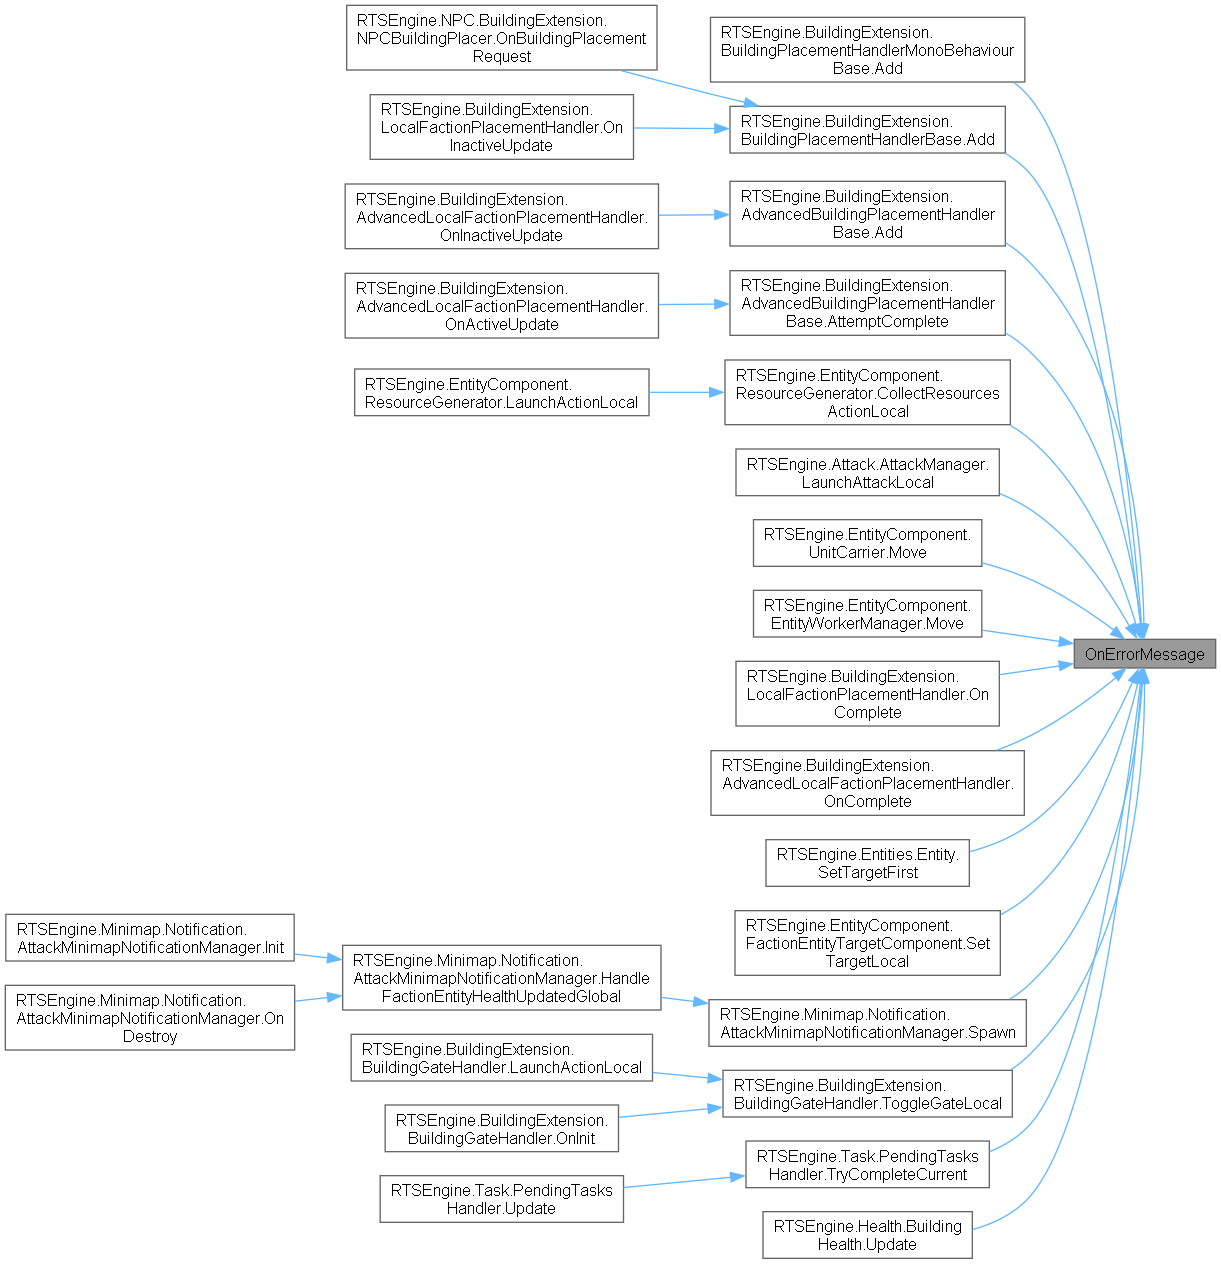 RTSEngine.NPC.BuildingExtension.
NPCBuildingPlacer.OnBuildingPlacement
Request
RTSEngine.BuildingExtension.
BuildingPlacementHandlerMonoBehaviour
Base.Add
RTSEngine.BuildingExtension.
LocalFactionPlacementHandler.On
InactiveUpdate
RTSEngine.BuildingExtension.
BuildingPlacementHandlerBase.Add
RTSEngine.BuildingExtension.
AdvancedLocalFactionPlacementHandler.
OnInactiveUpdate
RTSEngine.BuildingExtension.
AdvancedBuildingPlacementHandler
Base.Add
RTSEngine.BuildingExtension.
AdvancedLocalFactionPlacementHandler.
OnActiveUpdate
RTSEngine.BuildingExtension.
AdvancedBuildingPlacementHandler
Base.AttemptComplete
RTSEngine.EntityComponent.
ResourceGenerator.LaunchActionLocal
RTSEngine.EntityComponent.
ResourceGenerator.CollectResources
ActionLocal
RTSEngine.Attack.AttackManager.
LaunchAttackLocal
RTSEngine.EntityComponent.
UnitCarrier.Move
RTSEngine.EntityComponent.
EntityWorkerManager.Move
OnErrorMessage
RTSEngine.BuildingExtension.
LocalFactionPlacementHandler.On
Complete
RTSEngine.BuildingExtension.
AdvancedLocalFactionPlacementHandler.
OnComplete
RTSEngine.Entities.Entity.
SetTargetFirst
RTSEngine.EntityComponent.
FactionEntityTargetComponent.Set
TargetLocal
RTSEngine.Minimap.Notification.
AttackMinimapNotificationManager.Init
RTSEngine.Minimap.Notification.
AttackMinimapNotificationManager.Handle
FactionEntityHealthUpdatedGlobal
RTSEngine.Minimap.Notification.
AttackMinimapNotificationManager.On
Destroy
RTSEngine.Minimap.Notification.
AttackMinimapNotificationManager.Spawn
RTSEngine.BuildingExtension.
BuildingGateHandler.LaunchActionLocal
RTSEngine.BuildingExtension.
BuildingGateHandler.ToggleGateLocal
RTSEngine.BuildingExtension.
BuildingGateHandler.OnInit
RTSEngine.Task.PendingTasks
Handler.TryCompleteCurrent
RTSEngine.Task.PendingTasks
Handler.Update
RTSEngine.Health.Building
Health.Update